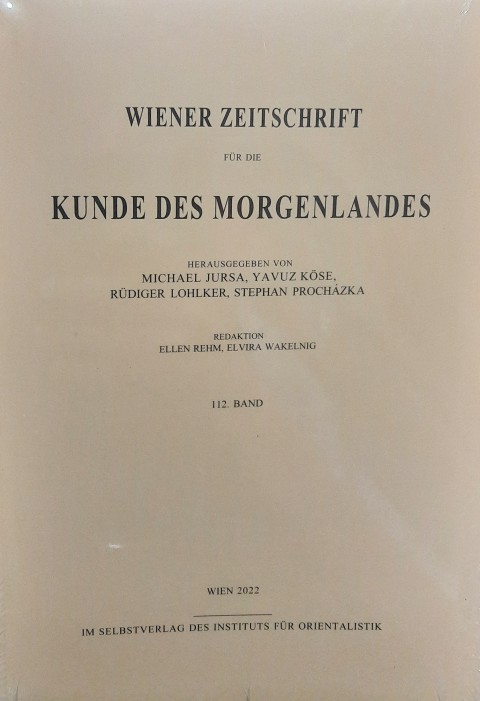 WIENER ZEITSCHRIFT
FÜR DIE
KUNDE DES MORGENLANDES
HERAUSGEGEBEN VON
MICHAEL JURSA, YAVUZ KÖSE,
RÜDIGER LOHLKER, STEPHAN PROCHÁZKA
REDAKTION
ELLEN REHM, ELVIRA WAKELNIG
112. BAND
WIEN 2022
IM SELBSTVERLAG DES INSTITUTS FÜR ORIENTALISTIK